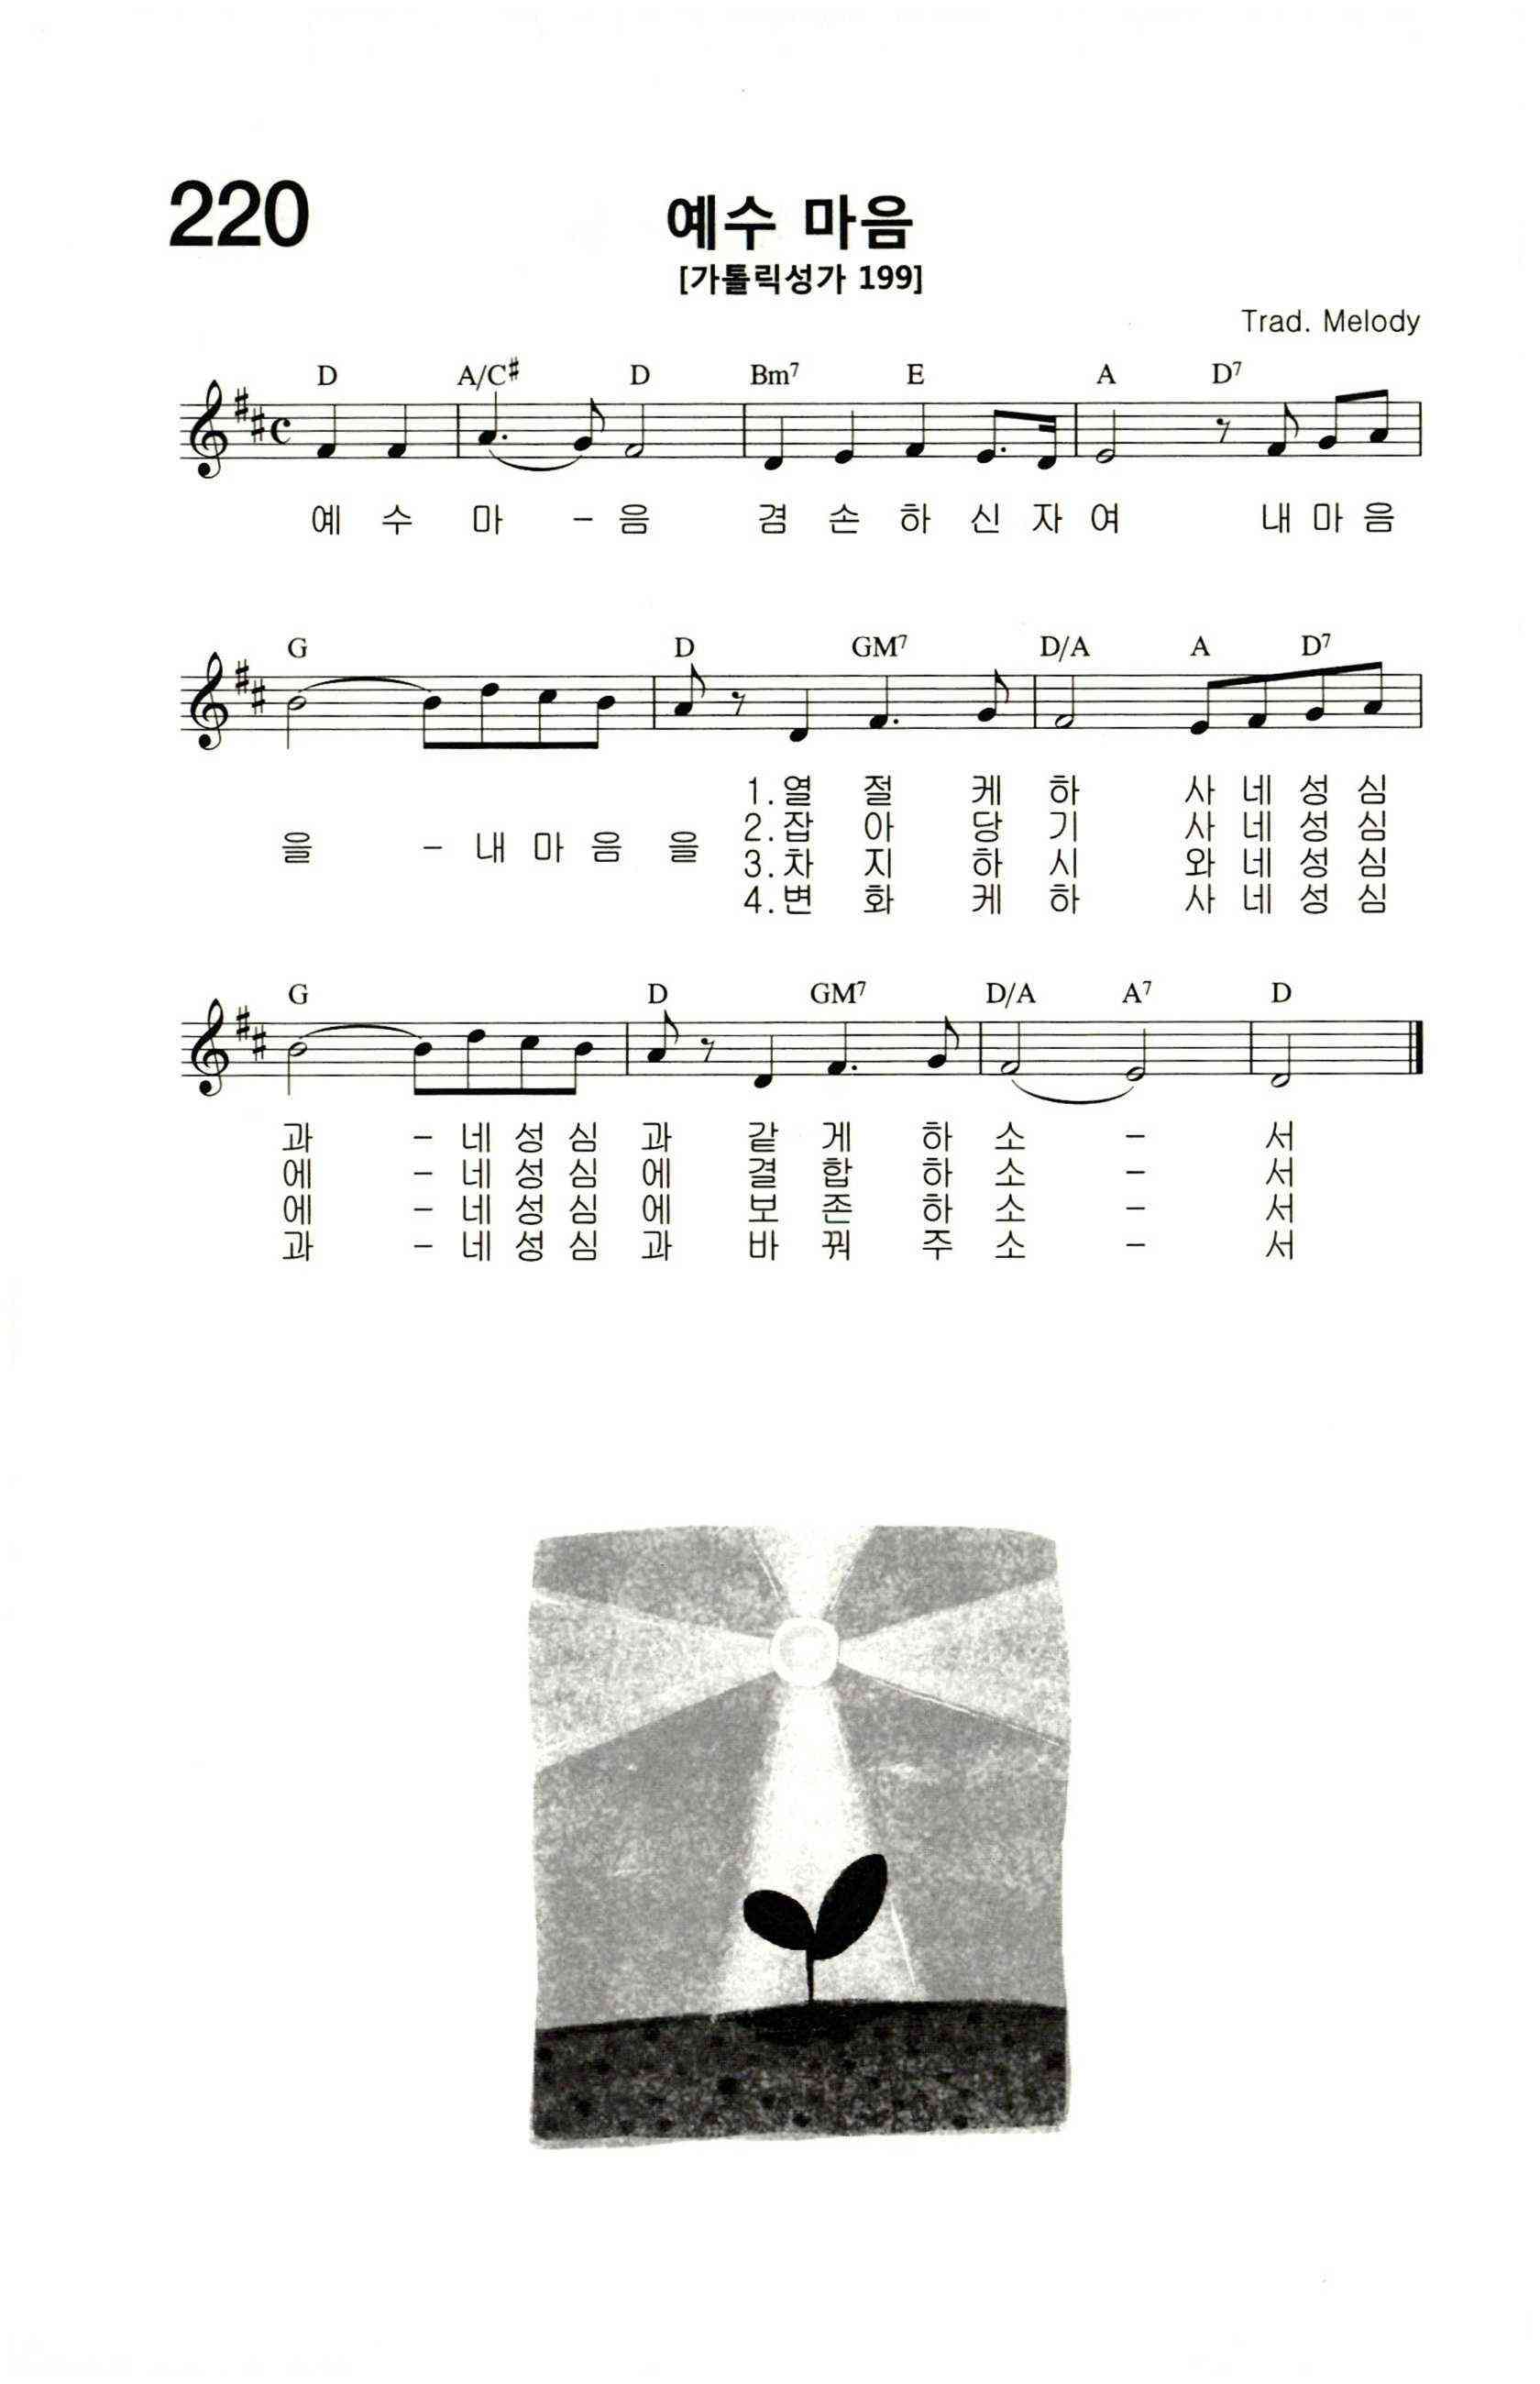 220
예수 마음
[가톨릭성가 199]
Trad. Melody
D A/C♯ D Bm7 E A D7
예 수 마 - 음 겸 손 하 신 자 여 내 마 음
G D GM7 D/A A D7
을 - 내 마 음 을
1.열 절 케 하 사 네 성 심
2.잡 아 당 기 사 네 성 심
3.차 지 하 시 와 네 성 심
4.변 화 케 하 사 네 성 심
G D GM7 D/A A7 D
과 - 네 성 심 과 같 게 하 소 - 서
에 - 네 성 심 에 결 합 하 소 - 서
에 - 네 성 심 에 보 존 하 소 - 서
과 - 네 성 심 과 바 꿔 주 소 - 서